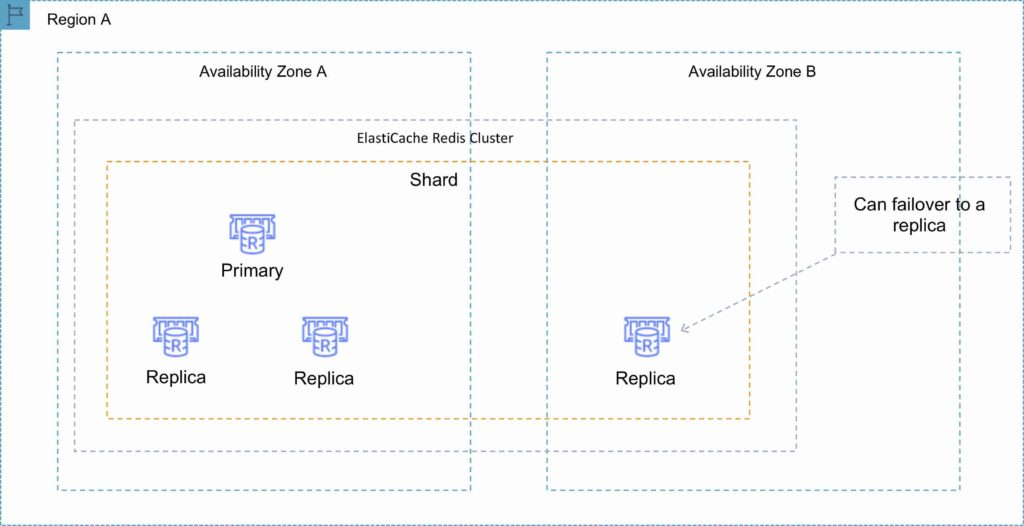 Region A
Availability Zone A
Availability Zone B
ElastiCache Redis Cluster
Shard
Can failover to a
replica
R
Primary
R
R
R
Replica
Replica
Replica